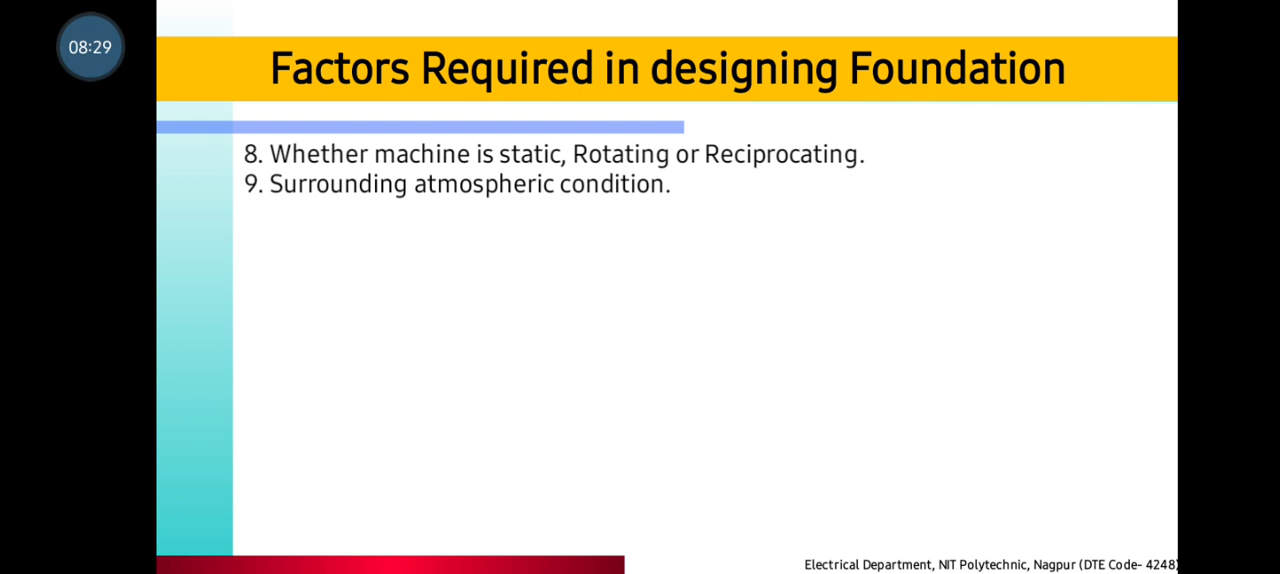 08:29
Factors Required in designing Foundation
8. Whether machine is static, Rotating or Reciprocating.
9. Surrounding atmospheric condition.
Electrical Department, NIT Polytechnic, Nagpur (DTE Code- 4248)